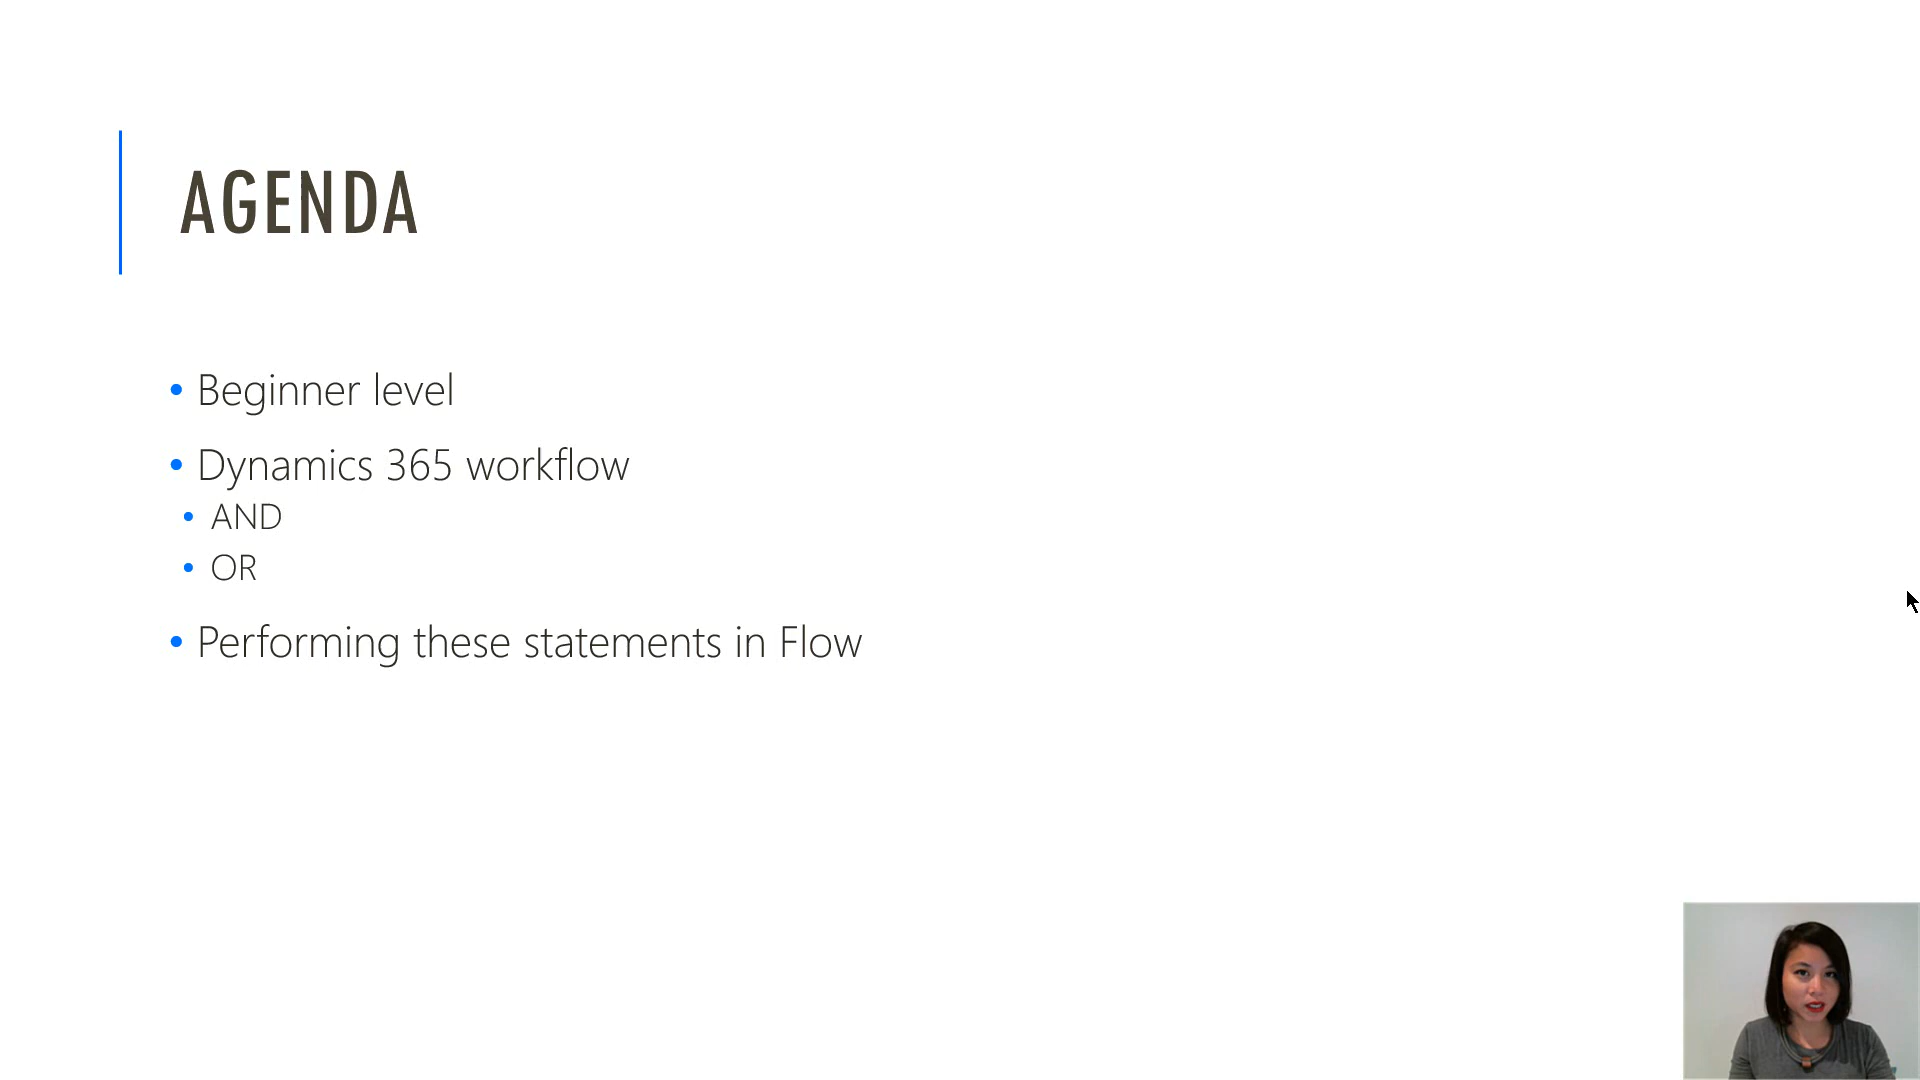 AGENDA
• Beginner level
• Dynamics 365 workflow
• AND
• OR
• Performing these statements in Flow